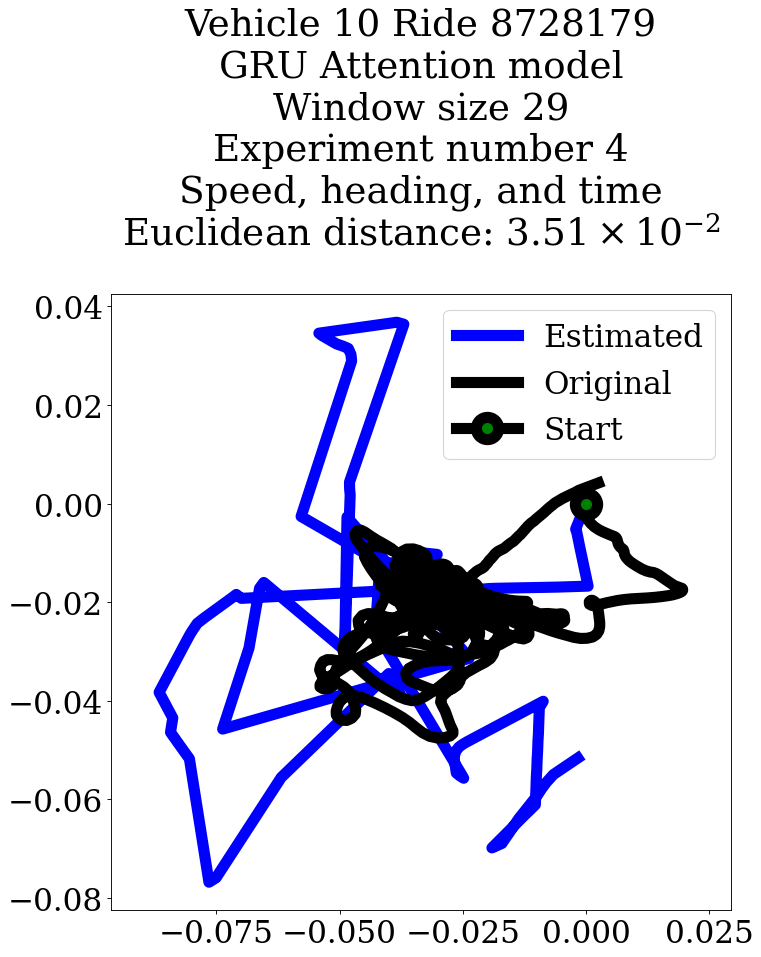 Vehicle 10 Ride 8728179
GRU Attention model
Window size 29
Experiment number 4
Speed, heading, and time
Euclidean distance: 3.51 × 10⁻²
0.04
0.02
0.00
−0.02
−0.04
−0.06
−0.08
Estimated
Original
Start
−0.075 −0.050 −0.025 0.000 0.025